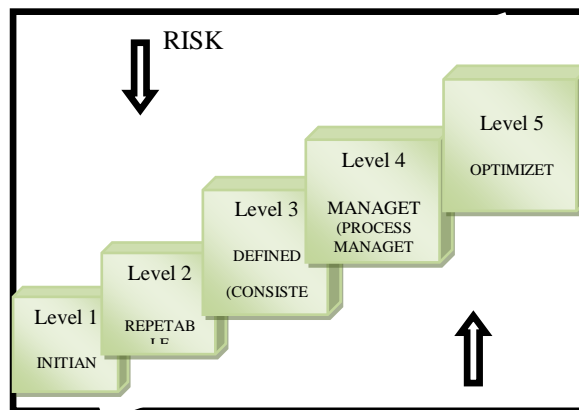 RISK
Level 5
OPTIMIZET
Level 4
MANAGET
(PROCESS
MANAGET
Level 3
DEFINED
(CONSISTE
Level 2
REPETAB
Level 1
INITIAN